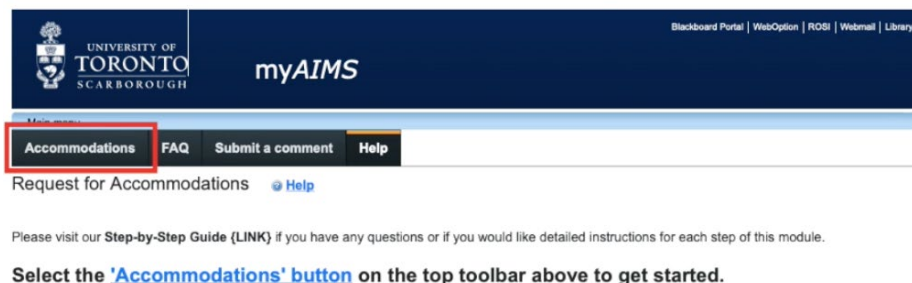 Blackboard Portal | WebOption | ROSI | Webmail | Library
UNIVERSITY OF
TORONTO
SCARBOROUGH
myAIMS
Main menu
Accommodations FAQ Submit a comment Help
Request for Accommodations Help
Please visit our Step-by-Step Guide {LINK} if you have any questions or if you would like detailed instructions for each step of this module.
Select the 'Accommodations' button on the top toolbar above to get started.